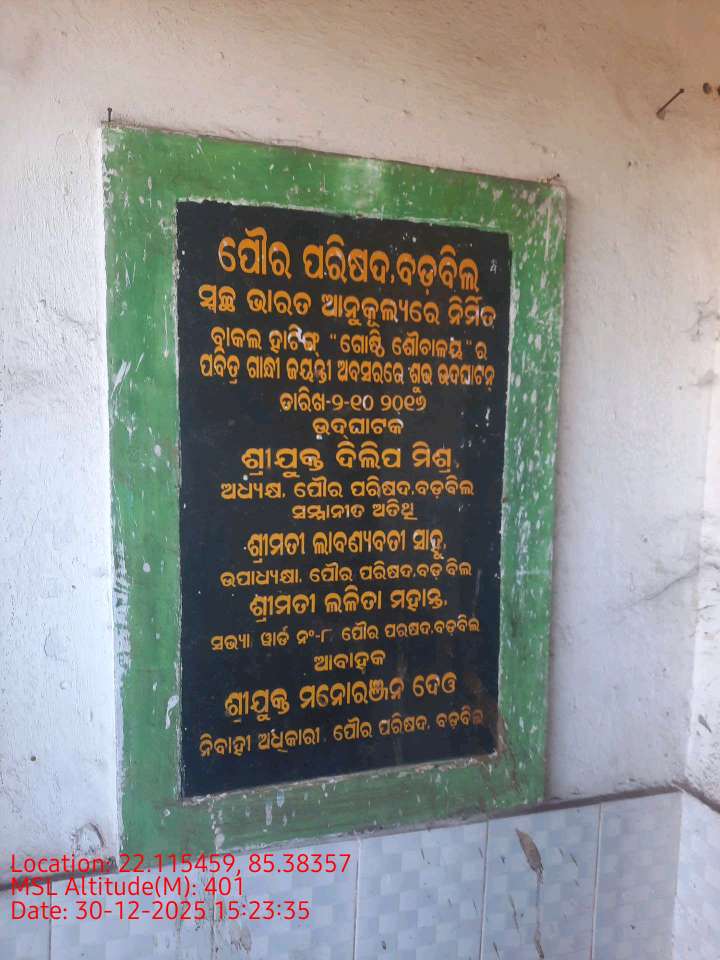 ପୌର ପରିଷଦ,ବଡ଼ବିଲ
ସ୍ୱଚ୍ଛ ଭାରତ ଆନୁକୂଲ୍ୟରେ ନିର୍ମିତ
ବ୍ରାକଲ ହାଟିଙ୍ଗ୍ "ଗୋଷ୍ଠି ଶୌଚାଳୟ"ର
ପବିତ୍ର ଗାନ୍ଧୀ ଜୟନ୍ତୀ ଅବସରରେ ଶୁଭ ଉଦଘାଟନ
ତାରିଖ-୨-୧୦ ୨୦୧୬
ଉଦ୍‌ଘାଟକ
ଶ୍ରୀଯୁକ୍ତ ଦିଲିପ ମିଶ୍ର,
ଅଧ୍ୟକ୍ଷ, ପୌର ପରିଷଦ,ବଡ଼ବିଲ
ସମ୍ମାନୀତ ଅତିଥି
ଶ୍ରୀମତୀ ଲାବଣ୍ୟବତୀ ସାହୁ,
ଉପାଧ୍ୟକ୍ଷା, ପୌର ପରିଷଦ,ବଡ଼ବିଲ
ଶ୍ରୀମତୀ ଲଳିତା ମହାନ୍ତ,
ସଭ୍ୟା ୱାର୍ଡ ନଂ-୮ ପୌର ପରଷଦ,ବଡ଼ବିଲ
ଆବାହକ
ଶ୍ରୀଯୁକ୍ତ ମନୋରଞ୍ଜନ ଦେଓ
ନିବାହୀ ଅଧିକାରୀ, ପୌର ପରିଷଦ, ବଡ଼ବିଲ
Location: 22.115459, 85.38357
MSL Altitude(M): 401
Date: 30-12-2025 15:23:35